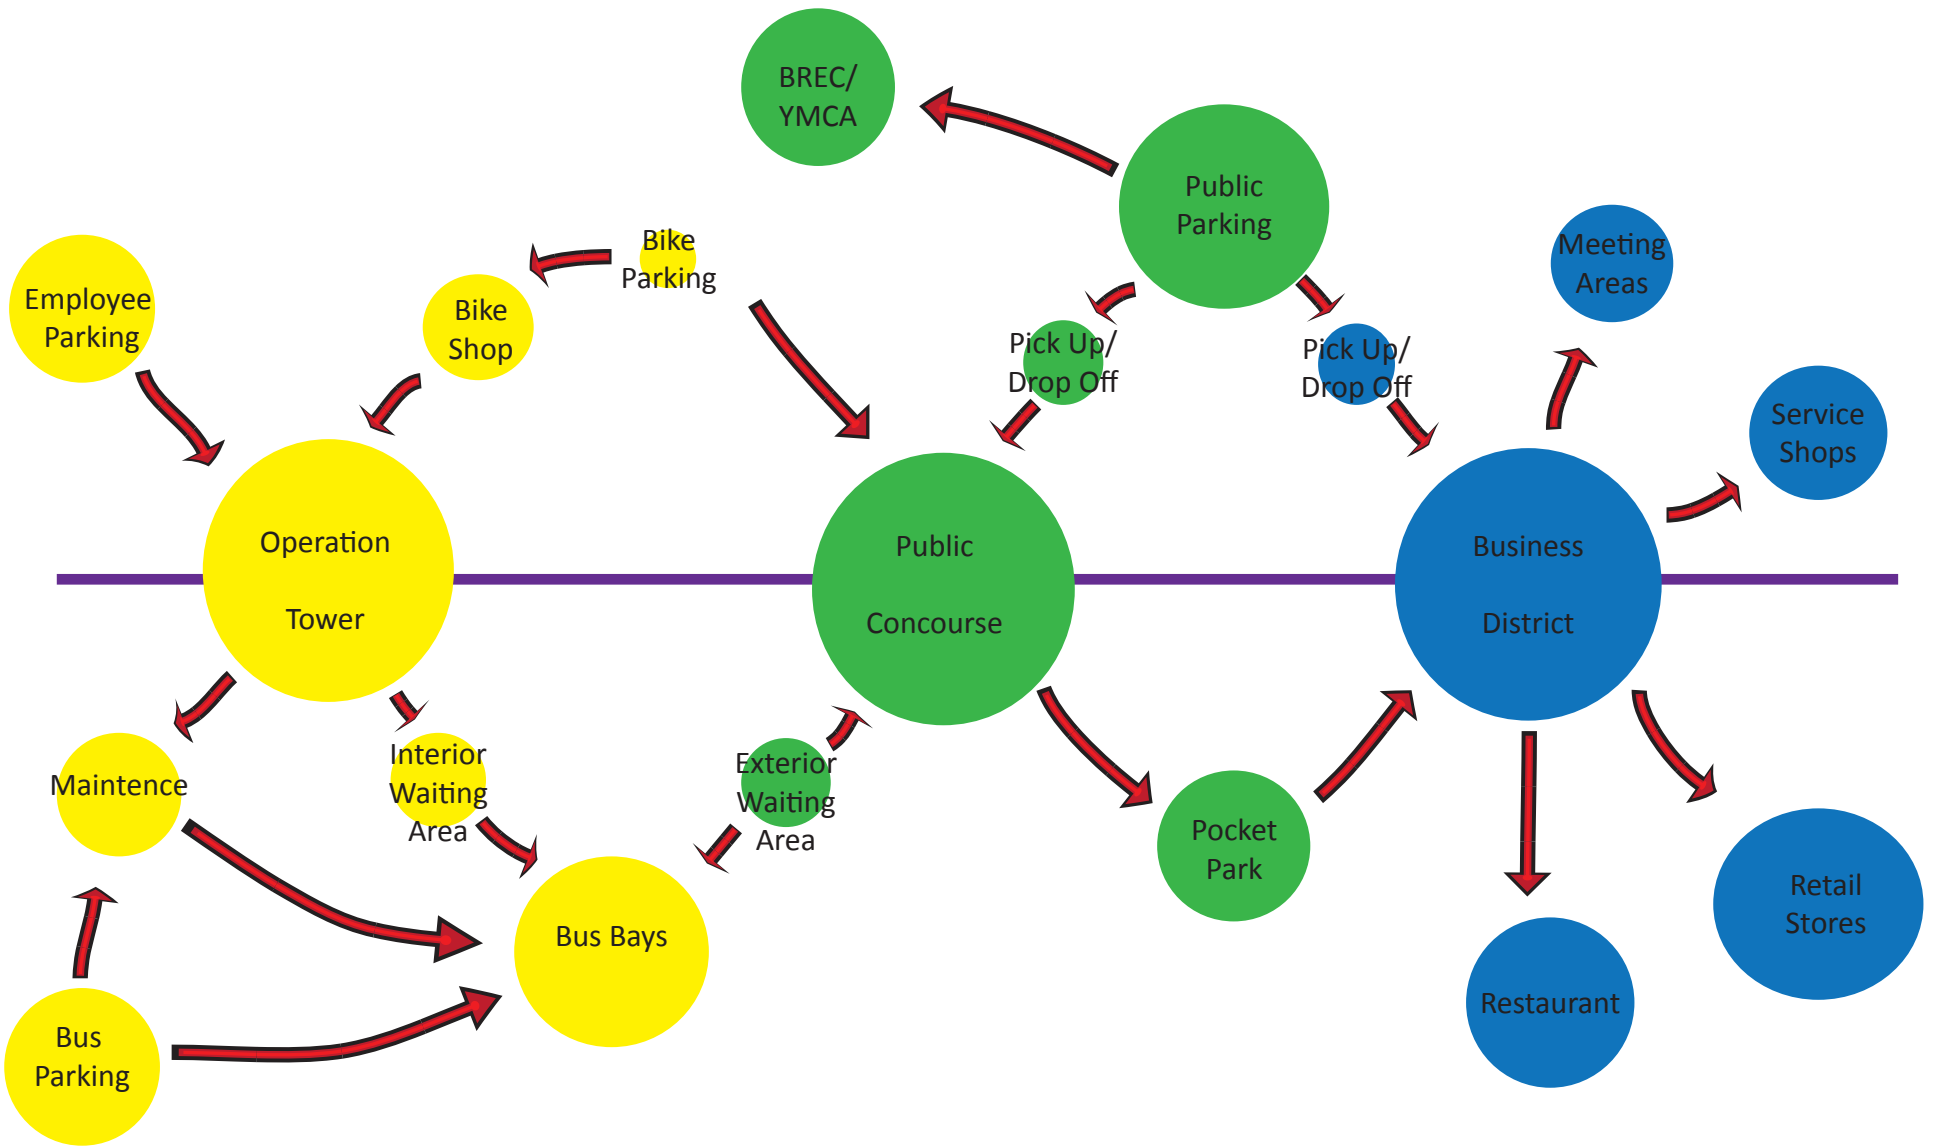 BREC/
YMCA
Public
Parking
Bike
Parking
Meeting
Areas
Employee
Parking
Bike
Shop
Pick Up/
Drop Off
Pick Up/
Drop Off
Service
Shops
Operation
Tower
Public
Concourse
Business
District
Maintence
Interior
Waiting
Area
Exterior
Waiting
Area
Pocket
Park
Retail
Stores
Bus Bays
Restaurant
Bus
Parking